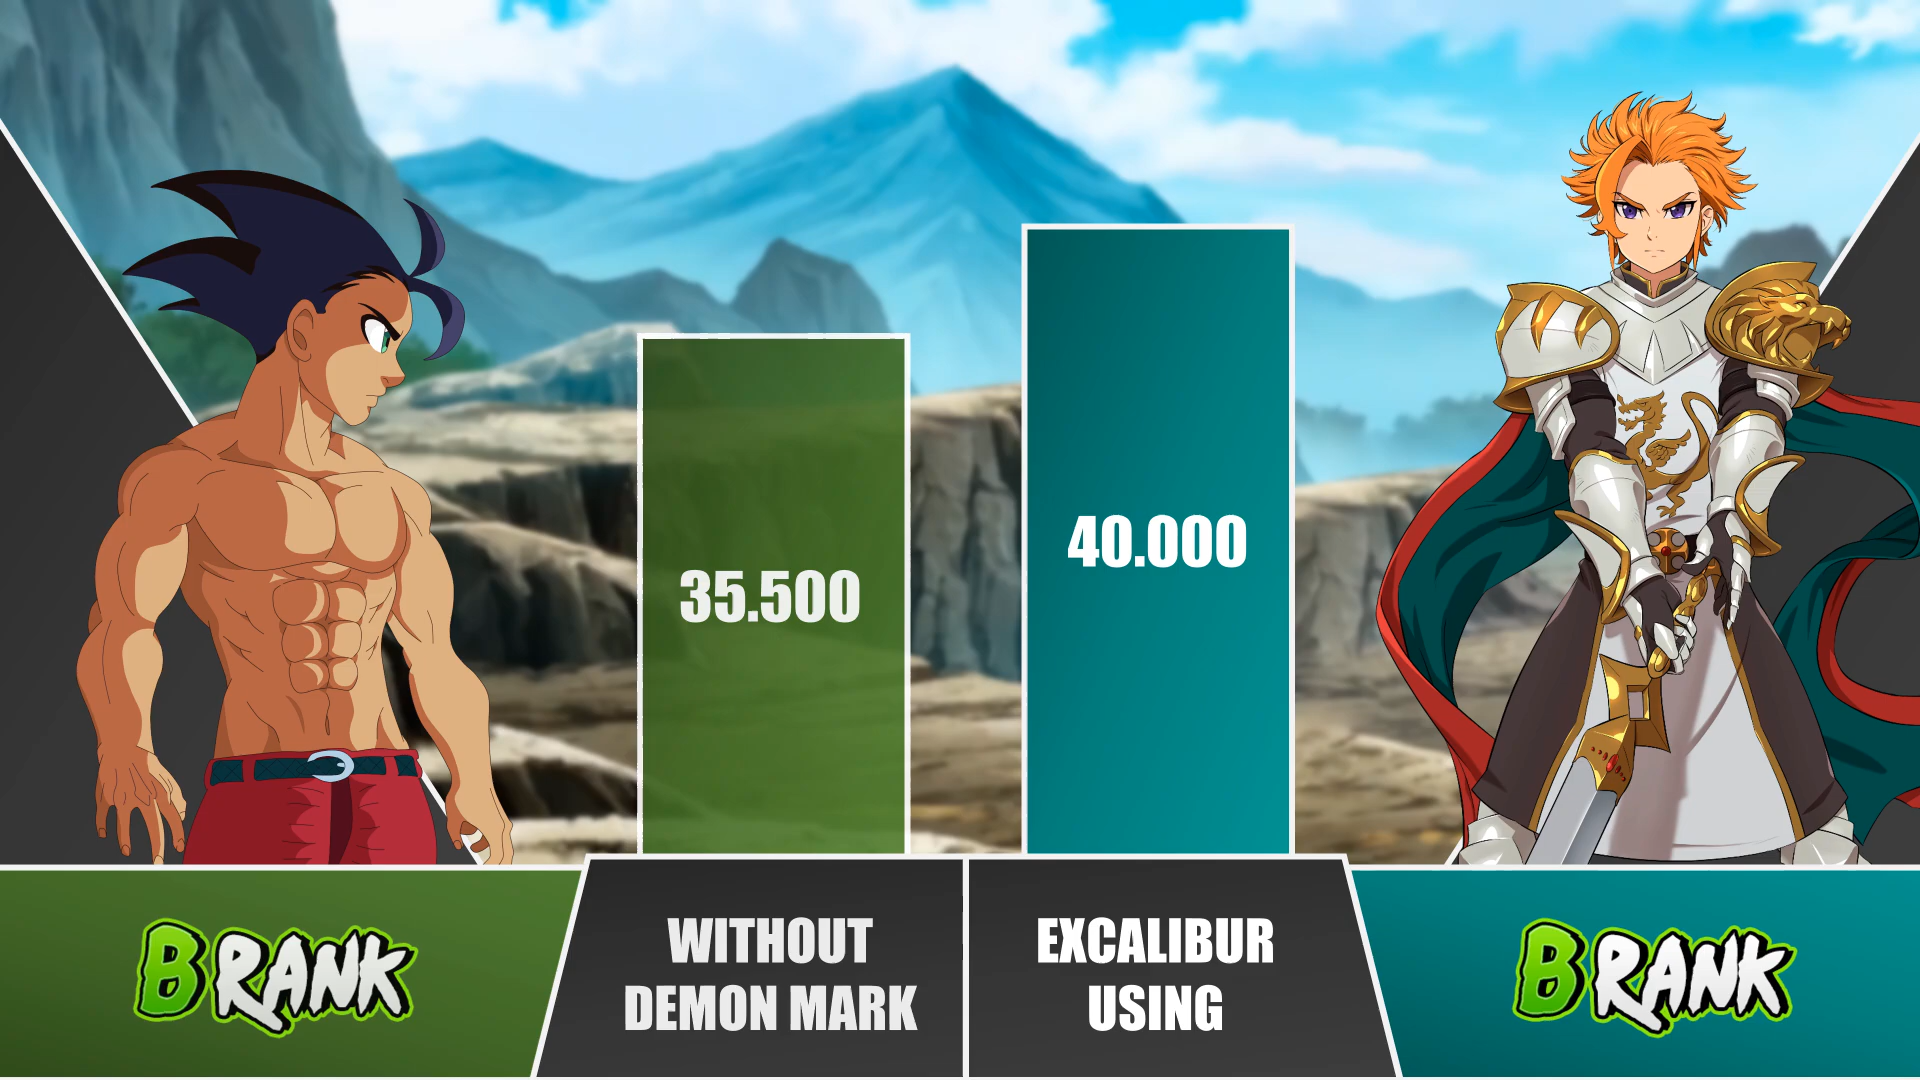 35.500
40.000
B RANK
WITHOUT
DEMON MARK
EXCALIBUR
USING
B RANK